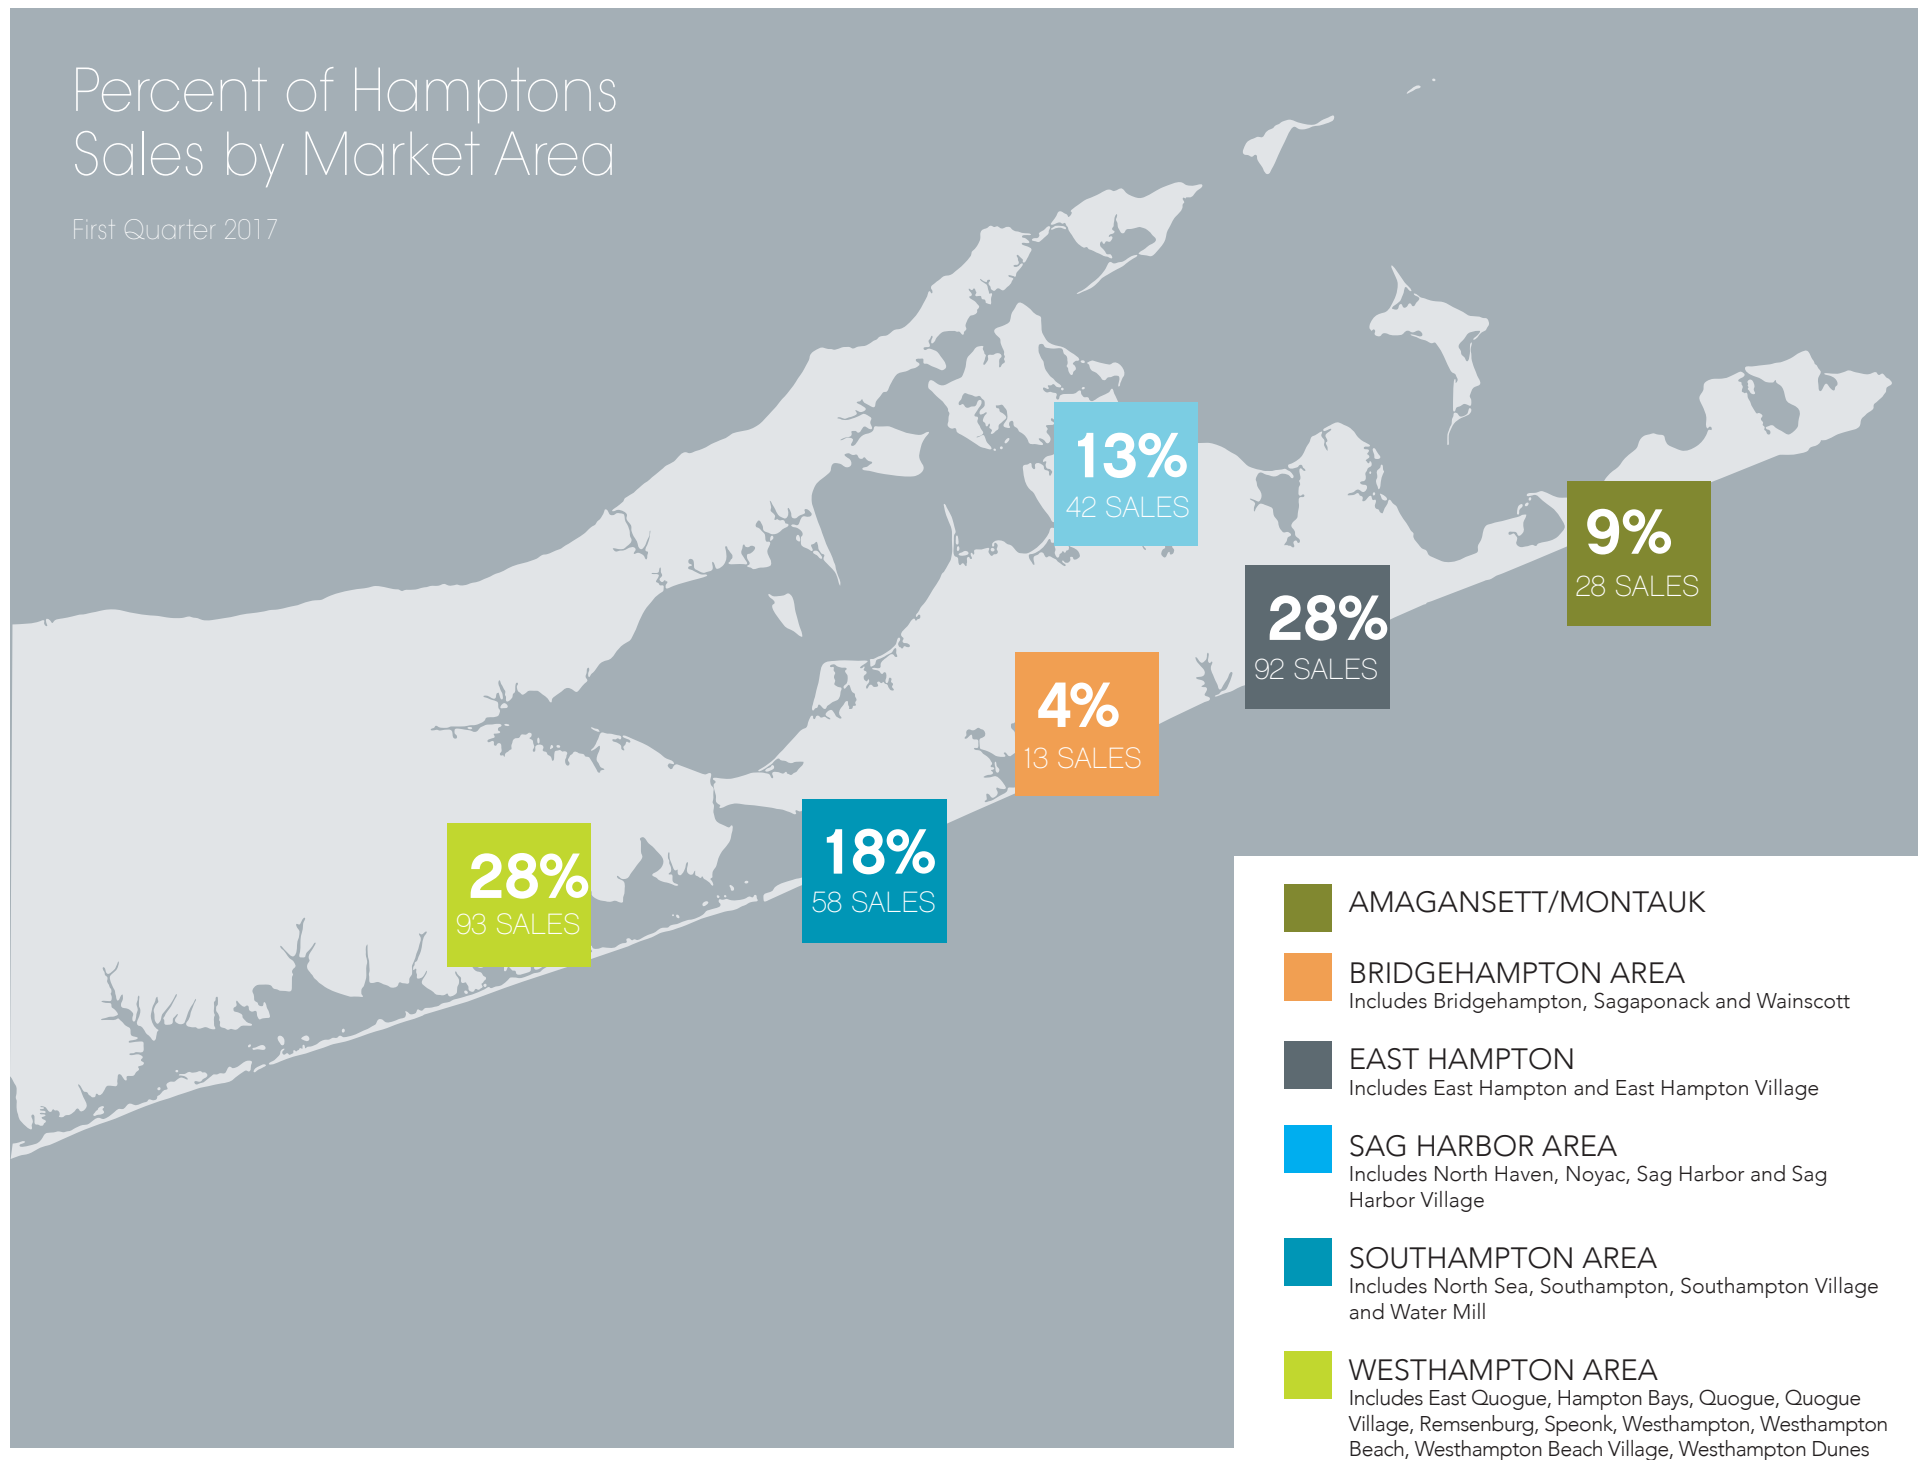 Percent of Hamptons
Sales by Market Area
First Quarter 2017
13%
42 SALES
9%
28 SALES
28%
92 SALES
4%
13 SALES
18%
58 SALES
28%
93 SALES
AMAGANSETT/MONTAUK
BRIDGEHAMPTON AREA
Includes Bridgehampton, Sagaponack and Wainscott
EAST HAMPTON
Includes East Hampton and East Hampton Village
SAG HARBOR AREA
Includes North Haven, Noyac, Sag Harbor and Sag
Harbor Village
SOUTHAMPTON AREA
Includes North Sea, Southampton, Southampton Village
and Water Mill
WESTHAMPTON AREA
Includes East Quogue, Hampton Bays, Quogue, Quogue
Village, Remsenburg, Speonk, Westhampton, Westhampton
Beach, Westhampton Beach Village, Westhampton Dunes